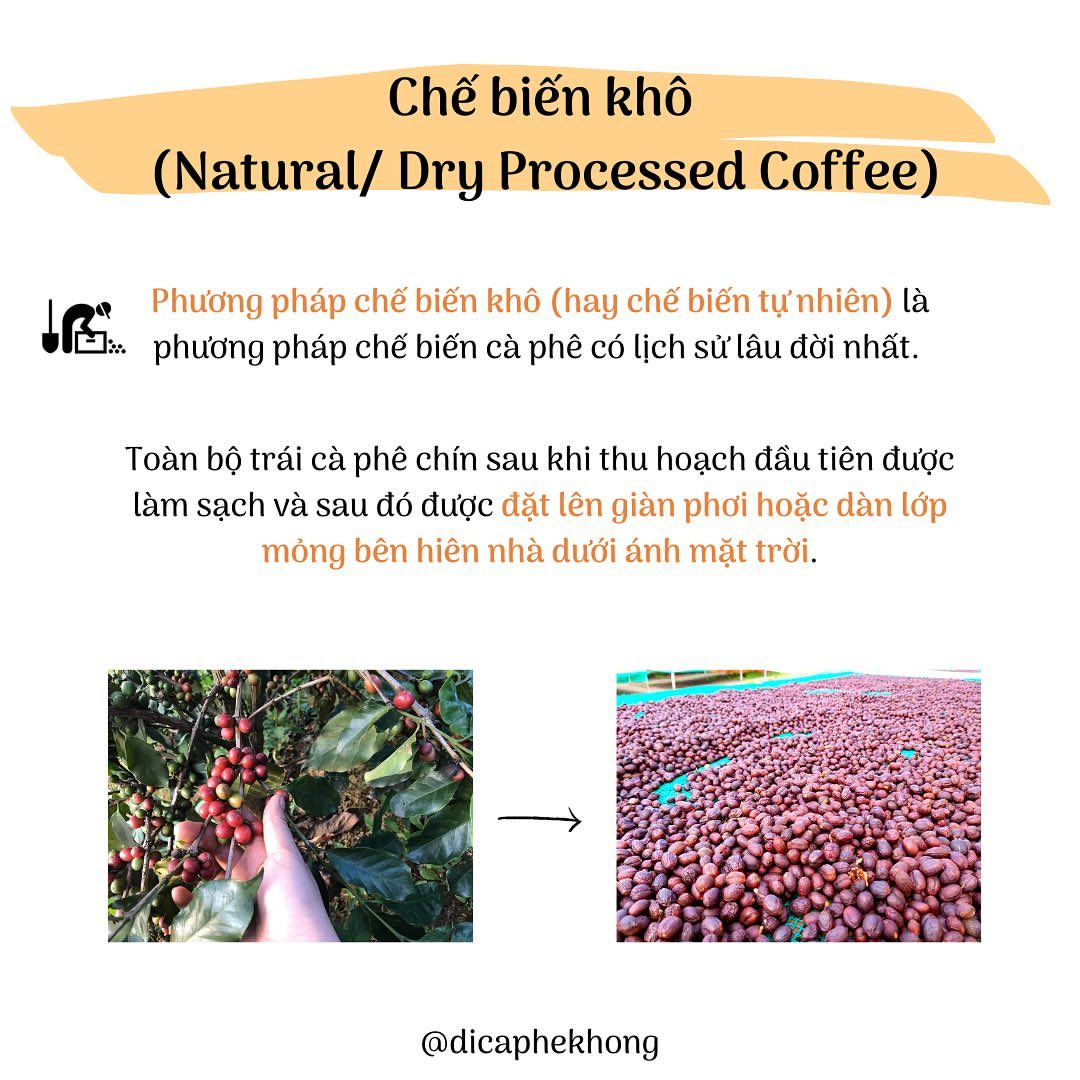 Chế biến khô
(Natural/ Dry Processed Coffee)
Phương pháp chế biến khô (hay chế biến tự nhiên) là
phương pháp chế biến cà phê có lịch sử lâu đời nhất.
Toàn bộ trái cà phê chín sau khi thu hoạch đầu tiên được
làm sạch và sau đó được đặt lên giàn phơi hoặc dàn lớp
mỏng bên hiên nhà dưới ánh mặt trời.
@dicaphekhong